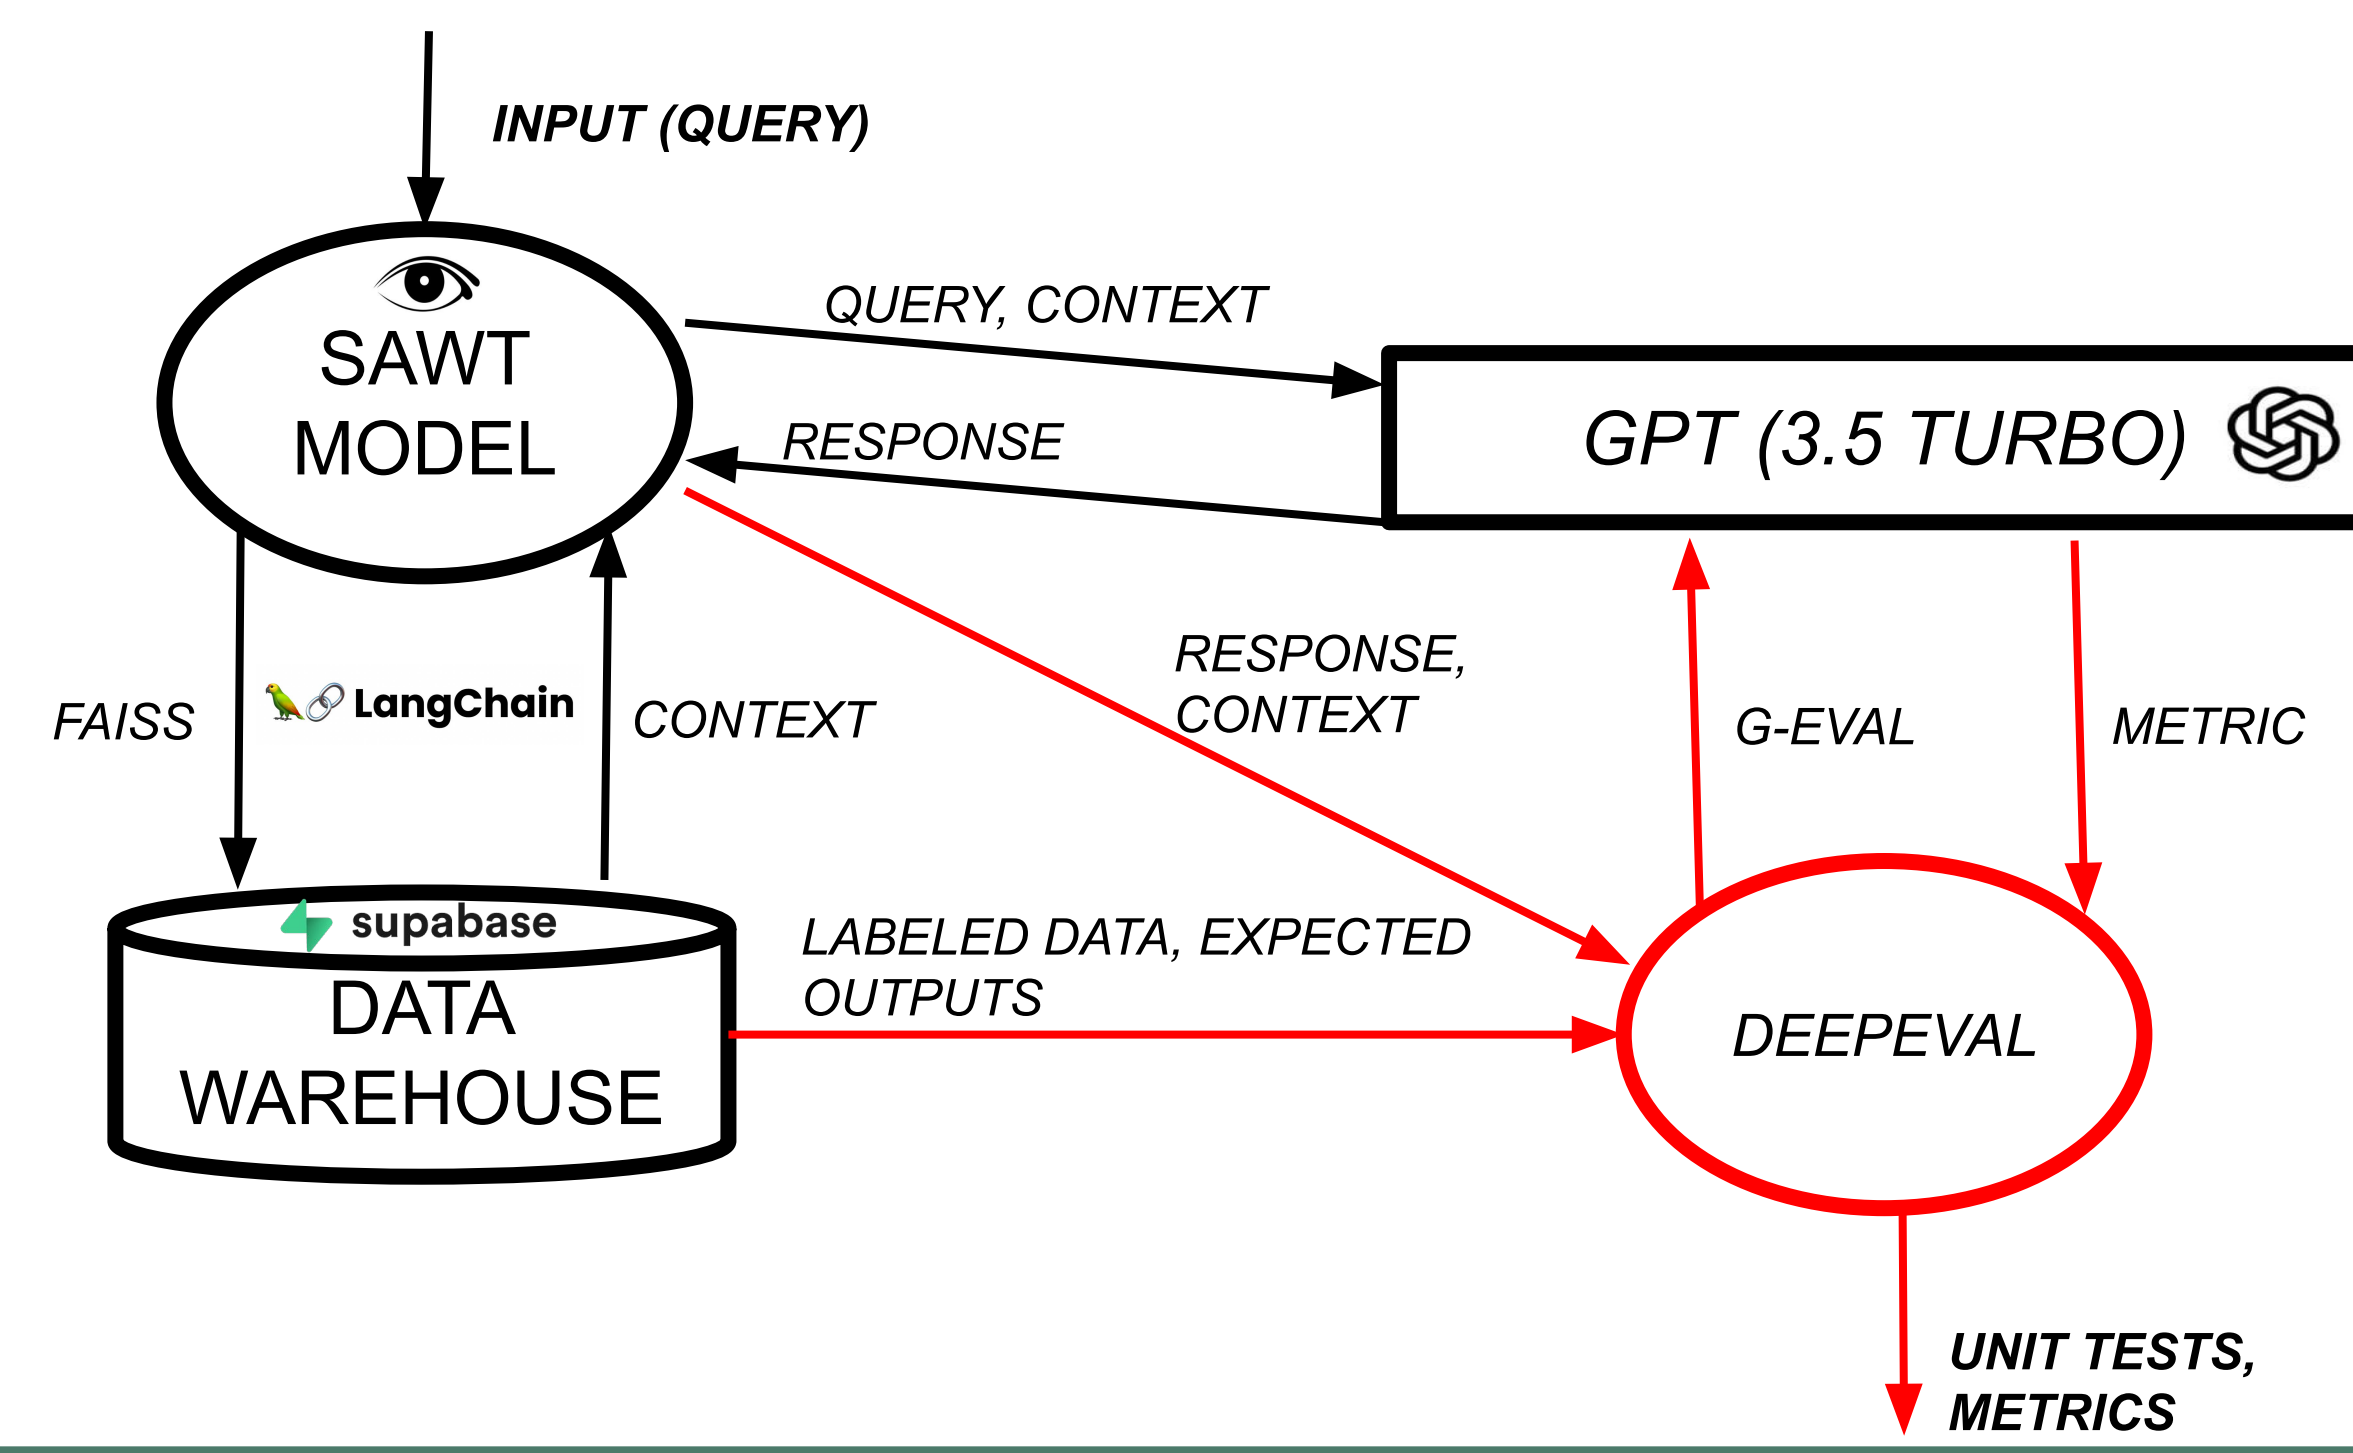 INPUT (QUERY)
SAWT
MODEL
QUERY, CONTEXT
RESPONSE
GPT (3.5 TURBO)
FAISS
LangChain
CONTEXT
RESPONSE,
CONTEXT
G-EVAL
METRIC
supabase
DATA
WAREHOUSE
LABELED DATA, EXPECTED
OUTPUTS
DEEPEVAL
UNIT TESTS,
METRICS